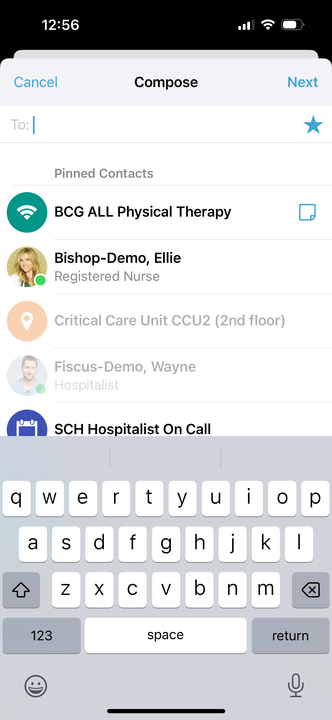 12:56
Cancel Compose Next
To:
Pinned Contacts
BCG ALL Physical Therapy
Bishop-Demo, Ellie
Registered Nurse
Critical Care Unit CCU2 (2nd floor)
Fiscus-Demo, Wayne
Hospitalist
SCH Hospitalist On Call
q w e r t y u i o p
a s d f g h j k l
z x c v b n m
123 space return